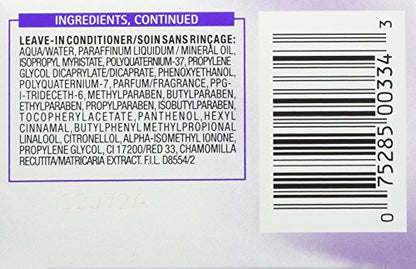 INGREDIENTS, CONTINUED
LEAVE-IN CONDITIONER/SOIN SANS RINÇAGE:
AQUA/WATER, PARAFFINUM LIQUIDUM / MINERAL OIL,
ISOPROPYL MYRISTATE, POLYQUATERNIUM-37, PROPYLENE
GLYCOL DICAPRYLATE/DICAPRATE, PHENOXYETHANOL,
POLYQUATERNIUM-7, PARFUM/FRAGRANCE, PPG-
I-TRIDECETH-6, METHYLPARABEN, BUTYLPARABEN,
ETHYLPARABEN, PROPYLPARABEN, ISOBUTYLPARABEN,
TOCOPHERYLACETATE, PANTHENOL, HEXYL
CINNAMAL, BUTYLPHENYL METHYLPROPIONAL
LINALOOL, CITRONELLOL, ALPHA-ISOMETHYL IONONE,
PROPYLENE GLYCOL, CI 17200/RED 33, CHAMOMILLA
RECUTITA/MATRICARIA EXTRACT. F.I.L. D8554/2
0 75285 00334 3